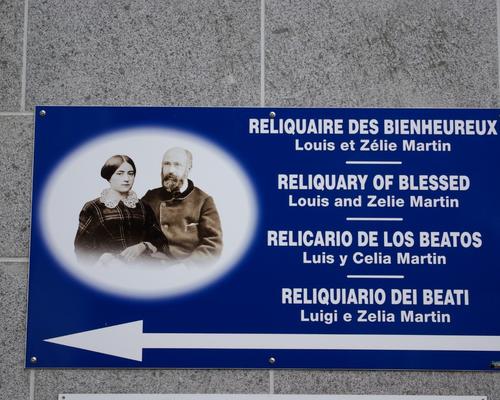 RELIQUAIRE DES BIENHEUREUX
Louis et Zélie Martin
RELIQUARY OF BLESSED
Louis and Zelie Martin
RELICARIO DE LOS BEATOS
Luis y Celia Martin
RELIQUIARIO DEI BEATI
Luigi e Zelia Martin